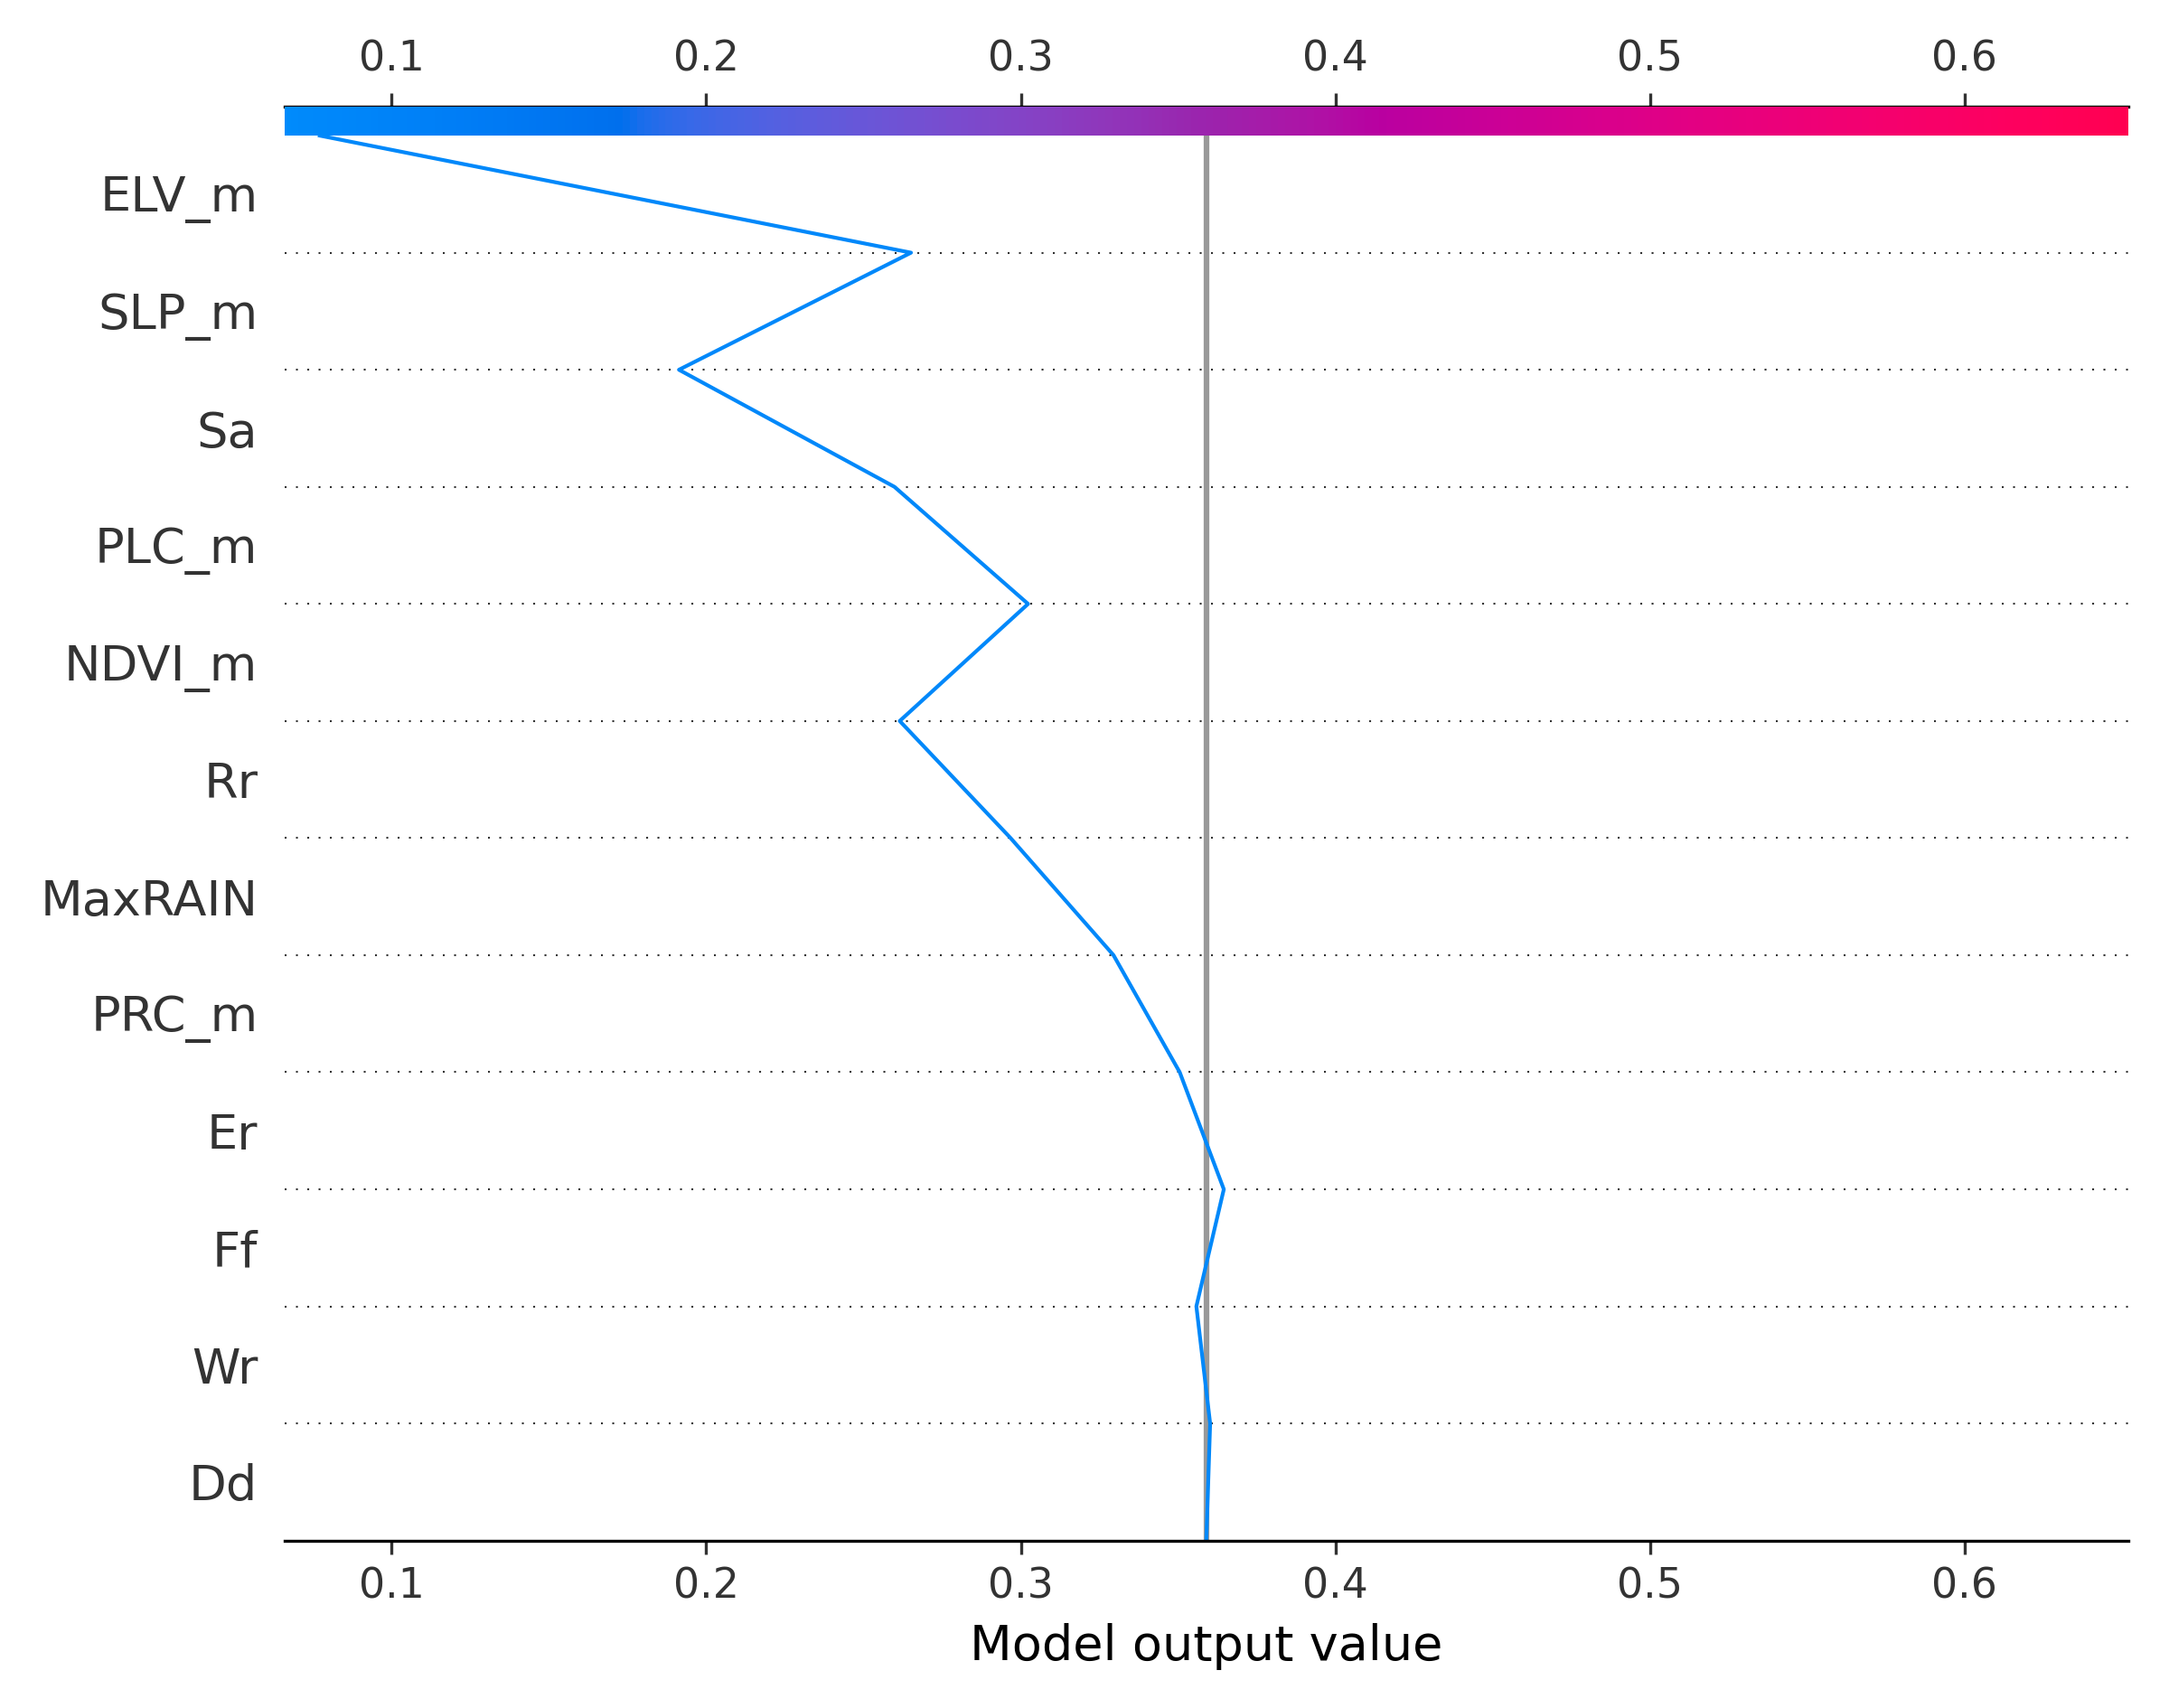 0.1 0.2 0.3 0.4 0.5 0.6
ELV_m
SLP_m
Sa
PLC_m
NDVI_m
Rr
MaxRAIN
PRC_m
Er
Ff
Wr
Dd
0.1 0.2 0.3 0.4 0.5 0.6
Model output value